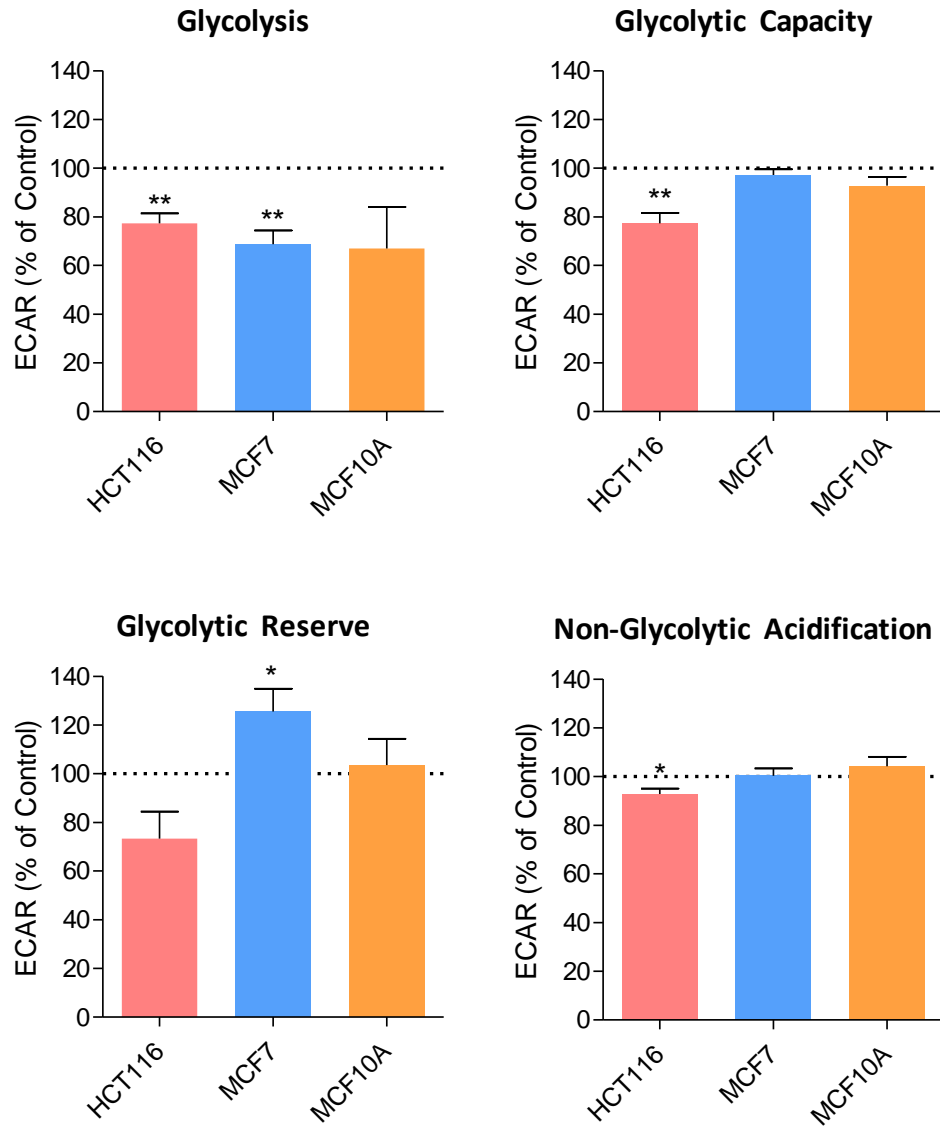 Glycolysis
ECAR (% of Control)
140
120
100
80
60
40
20
0
**
**
HCT116
MCF7
MCF10A
Glycolytic Capacity
ECAR (% of Control)
140
120
100
80
60
40
20
0
**
HCT116
MCF7
MCF10A
Glycolytic Reserve
ECAR (% of Control)
140
120
100
80
60
40
20
0
*
HCT116
MCF7
MCF10A
Non-Glycolytic Acidification
ECAR (% of Control)
140
120
100
80
60
40
20
0
*
HCT116
MCF7
MCF10A